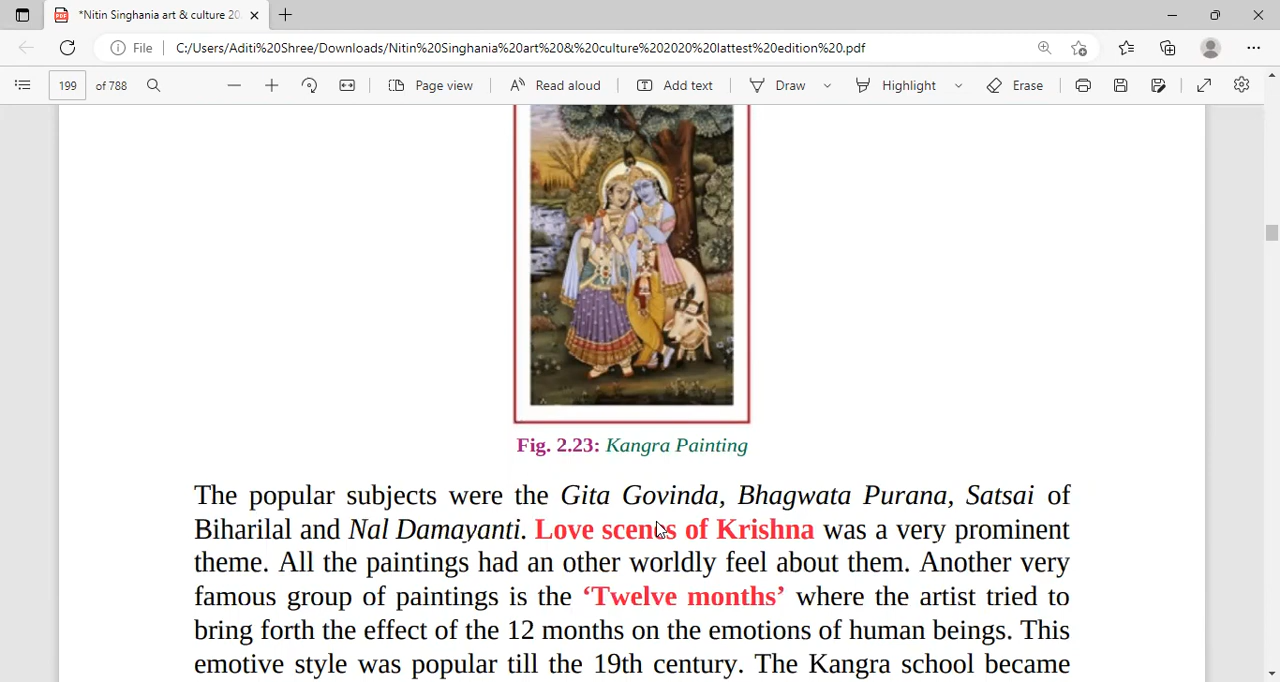 *Nitin Singhania art & culture 20
File
C:/Users/Aditi%20Shree/Downloads/Nitin%20Singhania%20art%20&%20culture%202020%20lattest%20edition%20.pdf
199 of 788
Page view
Read aloud
Add text
Draw
Highlight
Erase
Fig. 2.23: Kangra Painting
The popular subjects were the Gita Govinda, Bhagwata Purana, Satsai of
Biharilal and Nal Damayanti. Love scenes of Krishna was a very prominent
theme. All the paintings had an other worldly feel about them. Another very
famous group of paintings is the ‘Twelve months’ where the artist tried to
bring forth the effect of the 12 months on the emotions of human beings. This
emotive style was popular till the 19th century. The Kangra school became